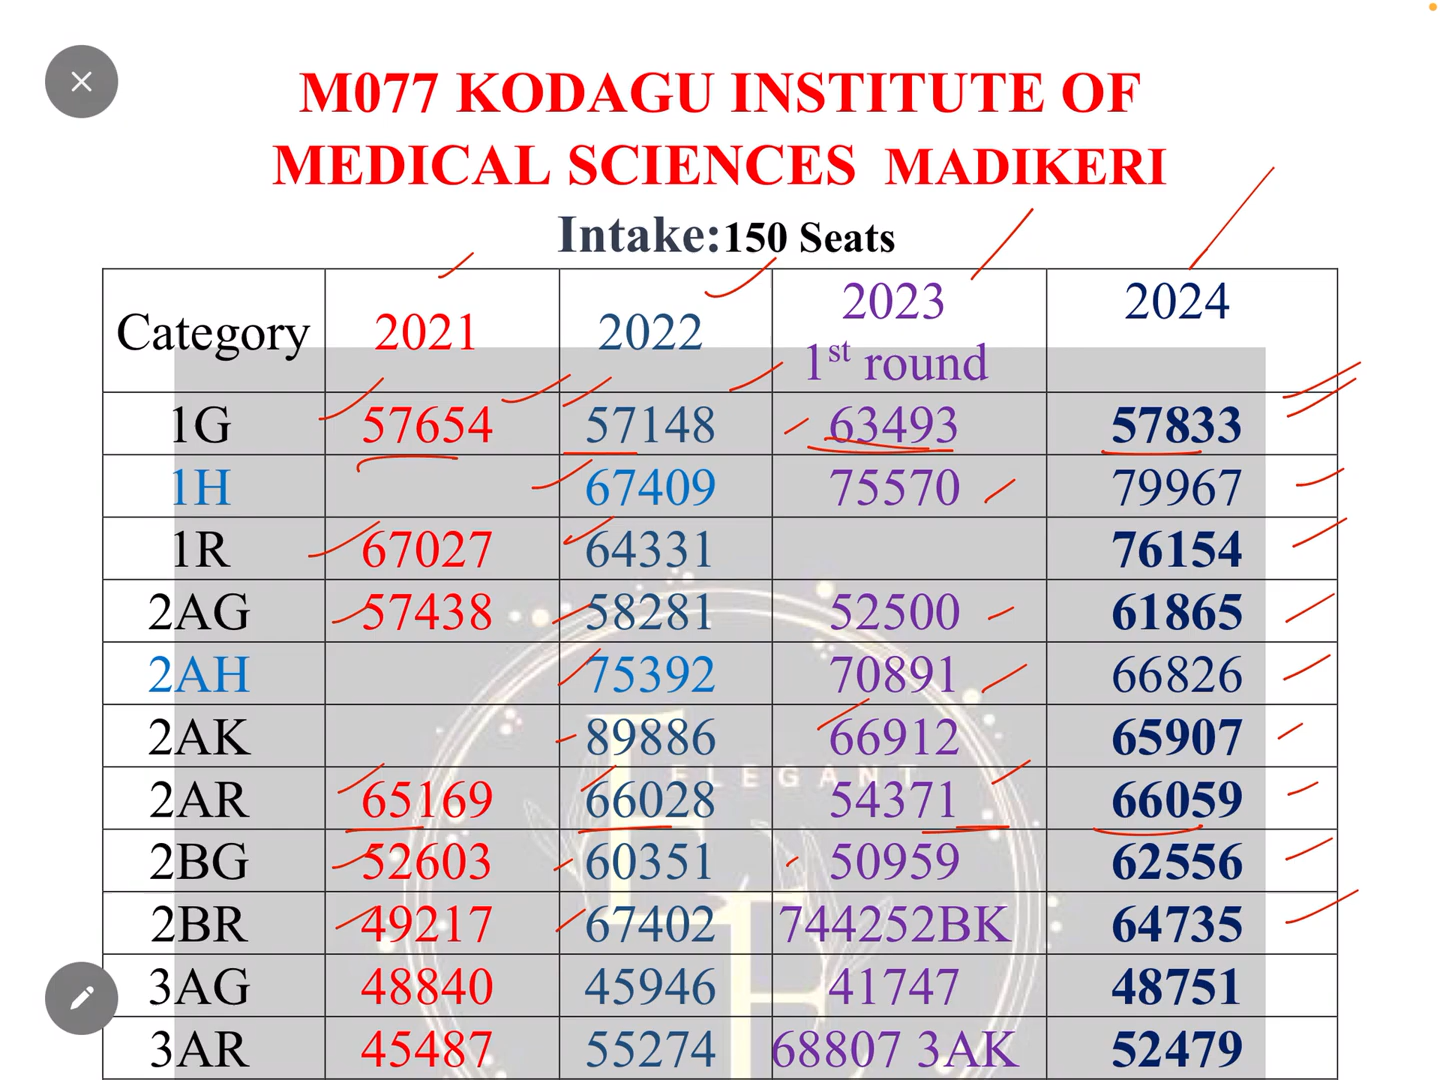 M077 KODAGU INSTITUTE OF
MEDICAL SCIENCES MADIKERI
Intake:150 Seats
Category 2021 2022 2023 1st round 2024
1G 57654 57148 63493 57833
1H 67409 75570 79967
1R 67027 64331 76154
2AG 57438 58281 52500 61865
2AH 75392 70891 66826
2AK 89886 66912 65907
ELEGANT
2AR 65169 66028 54371 66059
2BG 52603 60351 50959 62556
2BR 49217 67402 744252BK 64735
3AG 48840 45946 41747 48751
3AR 45487 55274 68807 3AK 52479